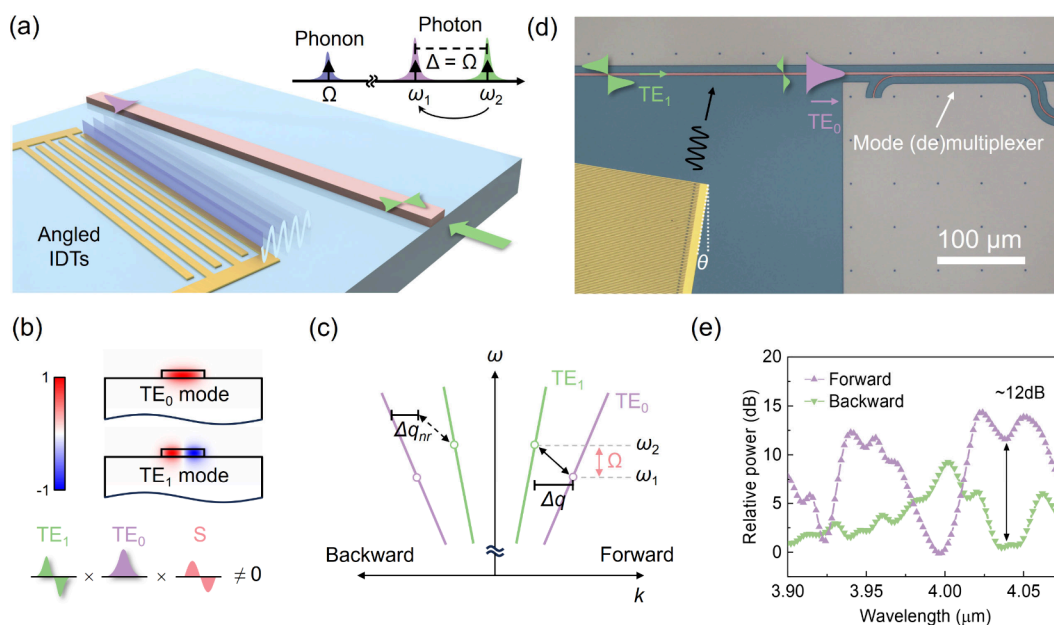 (a)
Phonon
Photon
Δ = Ω
Ω
ω₁
ω₂
Angled
IDTs
(b)
1
-1
TE₀ mode
TE₁ mode
TE₁
TE₀
S
× × ≠ 0
(c)
ω
TE₁
TE₀
Δqₙᵣ
ω₂
Ω
ω₁
Δq
Backward
Forward
k
(d)
TE₁
TE₀
Mode (de)multiplexer
θ
100 μm
(e)
Relative power (dB)
20
15
10
5
0
Forward
Backward
~12dB
3.90 3.95 4.00 4.05
Wavelength (μm)